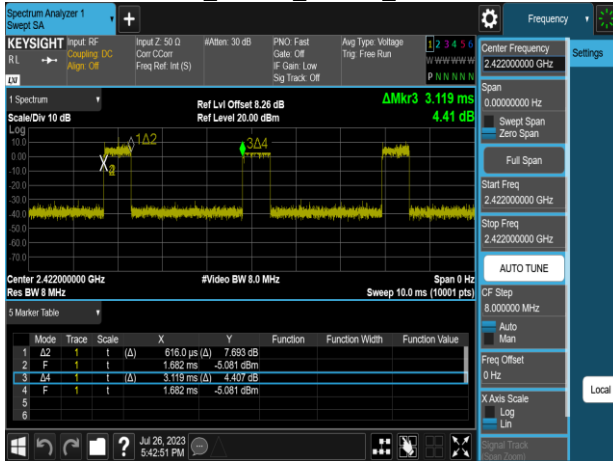 Spectrum Analyzer 1
Swept SA
Frequency
KEYSIGHT
RL
LXI
Input: RF
Coupling: DC
Align: Off
Input Z: 50 Ω
Corr CCorr
Freq Ref: Int (S)
#Atten: 30 dB
PNO: Fast
Gate: Off
IF Gain: Low
Sig Track: Off
Avg Type: Voltage
Trig: Free Run
1 2 3 4 5 6
W W W W W W
P N N N N N
Center Frequency
2.422000000 GHz
Settings
1 Spectrum
Scale/Div 10 dB
Ref Lvl Offset 8.26 dB
Ref Level 20.00 dBm
ΔMkr3 3.119 ms
4.41 dB
Span
0.00000000 Hz
Swept Span
Zero Span
Full Span
Start Freq
2.422000000 GHz
Stop Freq
2.422000000 GHz
AUTO TUNE
CF Step
8.000000 MHz
Auto
Man
Freq Offset
0 Hz
X Axis Scale
Log
Lin
Signal Track
(Span Zoom)
Local
Log
10.0
0.00
-10.0
-20.0
-30.0
-40.0
-50.0
-60.0
-70.0
1Δ2
3Δ4
Center 2.422000000 GHz
Res BW 8 MHz
#Video BW 8.0 MHz
Span 0 Hz
Sweep 10.0 ms (10001 pts)
5 Marker Table
Mode Trace Scale X Y Function Function Width Function Value
1 Δ2 1 t (Δ) 616.0 µs (Δ) 7.693 dB
2 F 1 t 1.682 ms -5.081 dBm
3 Δ4 1 t (Δ) 3.119 ms (Δ) 4.407 dB
4 F 1 t 1.682 ms -5.081 dBm
5
6
?
Jul 26, 2023
5:42:51 PM